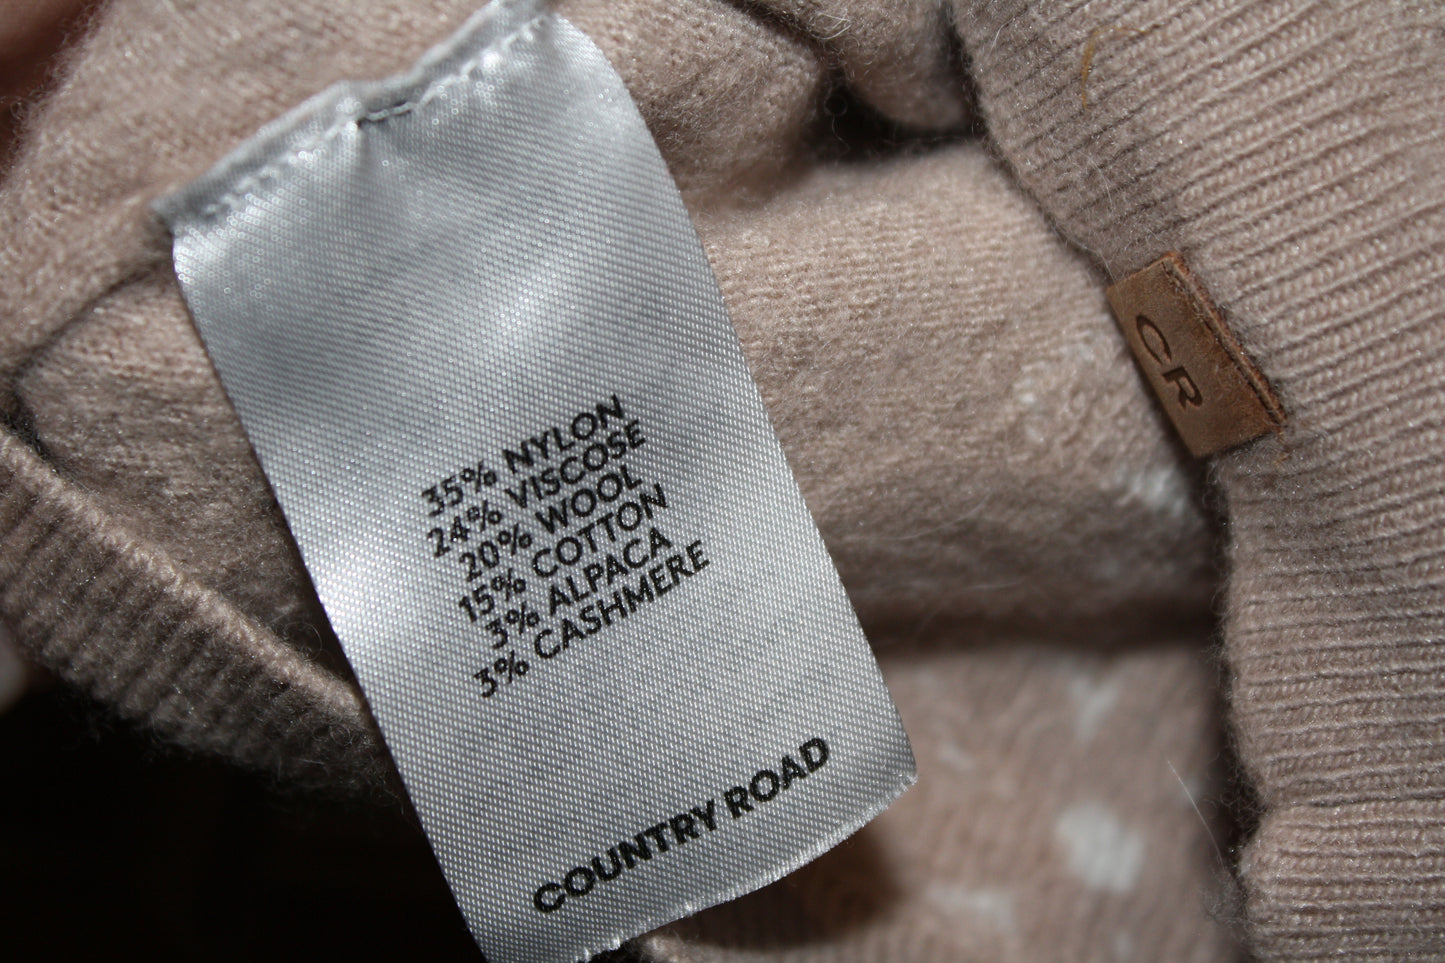 35% NYLON
24% VISCOSE
20% WOOL
15% COTTON
3% ALPACA
3% CASHMERE
COUNTRY ROAD
CR